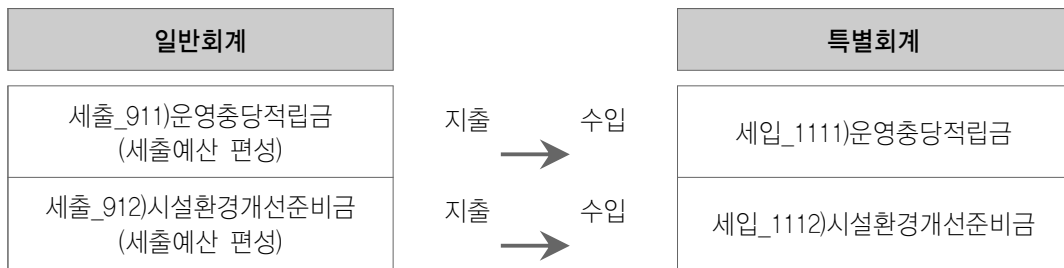 일반회계
특별회계
세출_911)운영충당적립금
(세출예산 편성)
지출 수입
세입_1111)운영충당적립금
세출_912)시설환경개선준비금
(세출예산 편성)
지출 수입
세입_1112)시설환경개선준비금